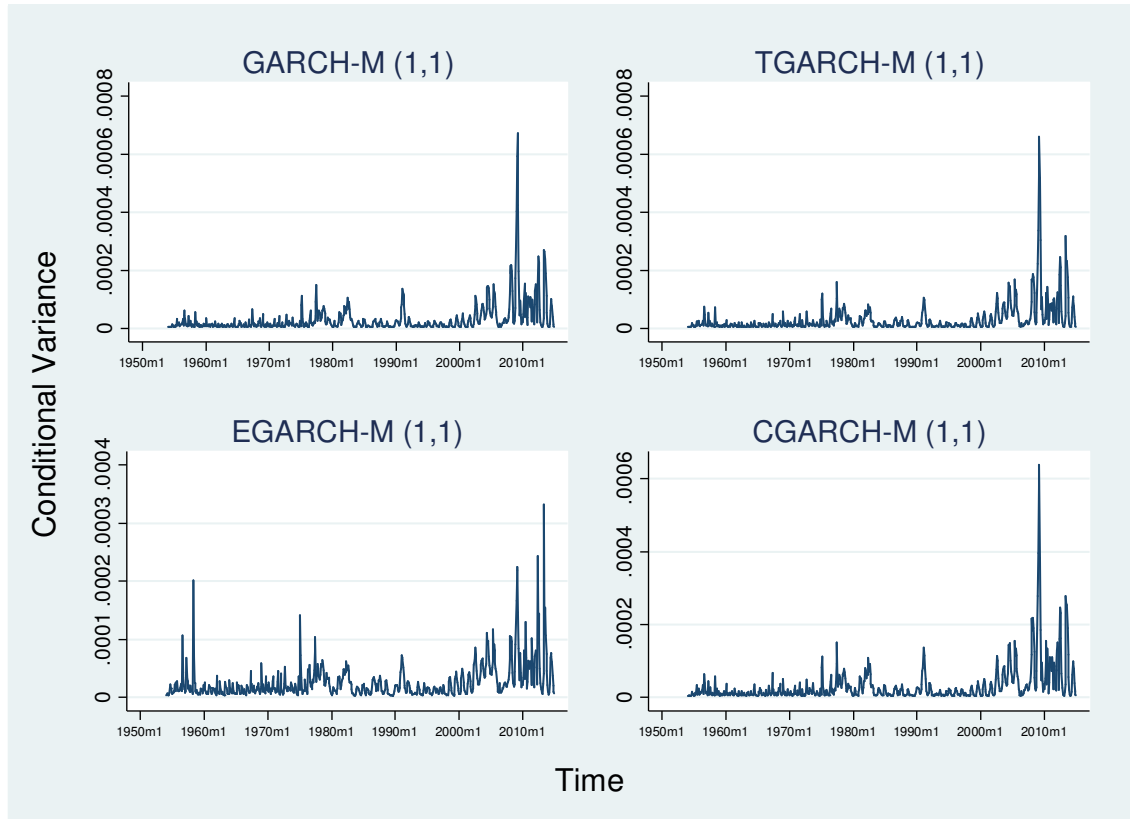 GARCH-M (1,1)
TGARCH-M (1,1)
.0008
.0006
.0004
.0002
0
1950m1 1960m1 1970m1 1980m1 1990m1 2000m1 2010m1
.0008
.0006
.0004
.0002
0
1950m1 1960m1 1970m1 1980m1 1990m1 2000m1 2010m1
EGARCH-M (1,1)
CGARCH-M (1,1)
.0004
.0003
.0002
.0001
0
1950m1 1960m1 1970m1 1980m1 1990m1 2000m1 2010m1
.0006
.0004
.0002
0
1950m1 1960m1 1970m1 1980m1 1990m1 2000m1 2010m1
Conditional Variance
Time